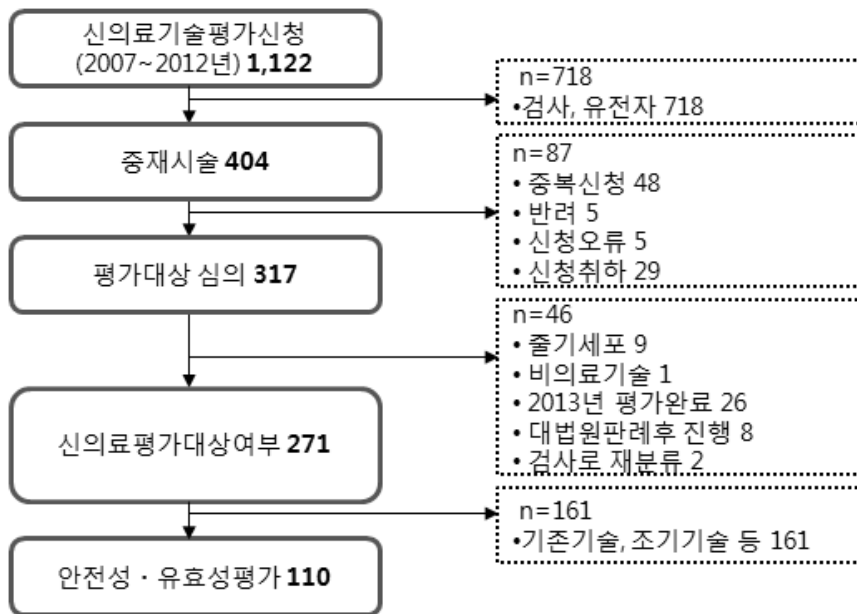 신의료기술평가신청
(2007~2012년) 1,122
n=718
•검사, 유전자 718
중재시술 404
n=87
• 중복신청 48
• 반려 5
• 신청오류 5
• 신청취하 29
평가대상 심의 317
n=46
• 줄기세포 9
• 비의료기술 1
• 2013년 평가완료 26
• 대법원판례후 진행 8
• 검사로 재분류 2
신의료평가대상여부 271
n=161
•기존기술, 조기기술 등 161
안전성 · 유효성평가 110